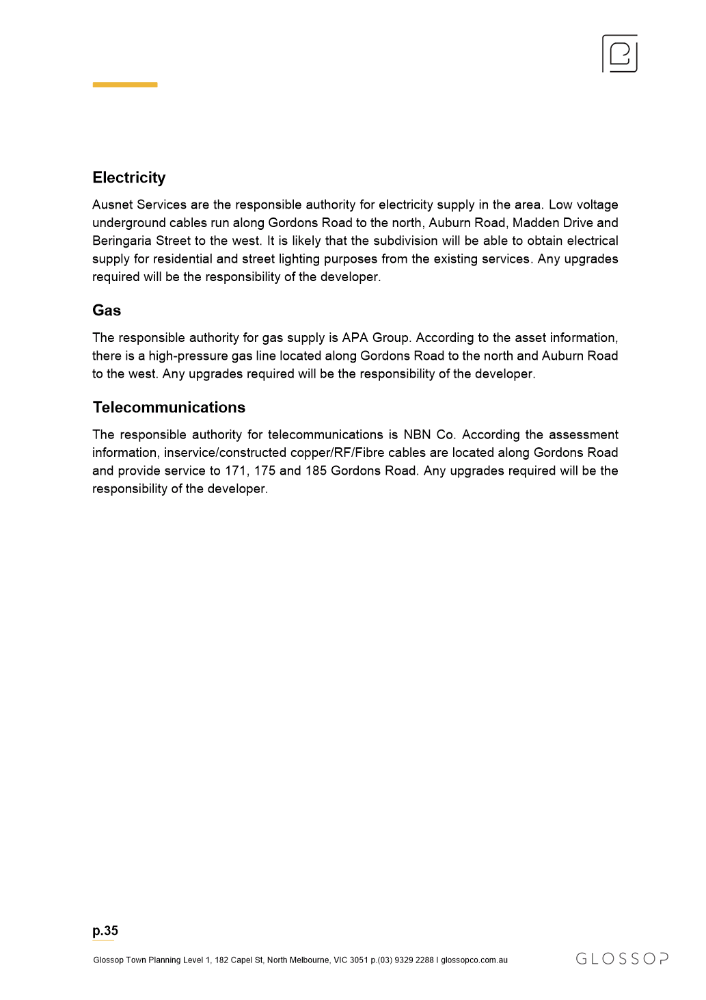 Electricity
Ausnet Services are the responsible authority for electricity supply in the area. Low voltage
underground cables run along Gordons Road to the north, Auburn Road, Madden Drive and
Beringaria Street to the west. It is likely that the subdivision will be able to obtain electrical
supply for residential and street lighting purposes from the existing services. Any upgrades
required will be the responsibility of the developer.
Gas
The responsible authority for gas supply is APA Group. According to the asset information,
there is a high-pressure gas line located along Gordons Road to the north and Auburn Road
to the west. Any upgrades required will be the responsibility of the developer.
Telecommunications
The responsible authority for telecommunications is NBN Co. According the assessment
information, inservice/constructed copper/RF/Fibre cables are located along Gordons Road
and provide service to 171, 175 and 185 Gordons Road. Any upgrades required will be the
responsibility of the developer.
p.35
Glossop Town Planning Level 1, 182 Capel St, North Melbourne, VIC 3051 p.(03) 9329 2288 I glossopco.com.au
GLOSSOP